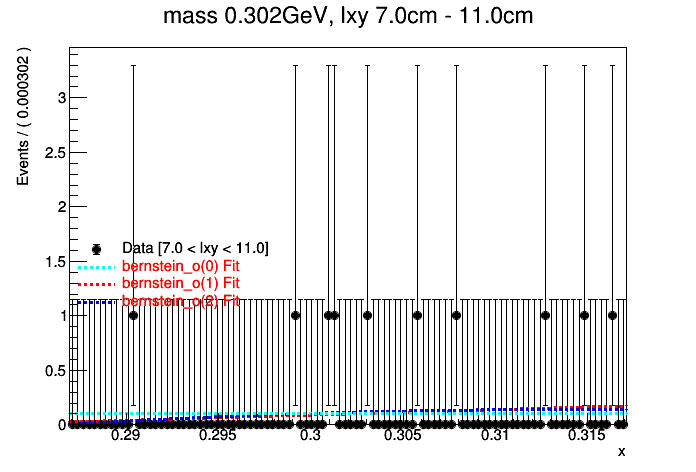 mass 0.302GeV, lxy 7.0cm - 11.0cm
Events / ( 0.000302 )
3
2.5
2
Data [7.0 < lxy < 11.0]
1.5
bernstein_o(0) Fit
bernstein_o(1) Fit
bernstein_o(2) Fit
1
0.5
0
0.29 0.295 0.3 0.305 0.31 0.315
x